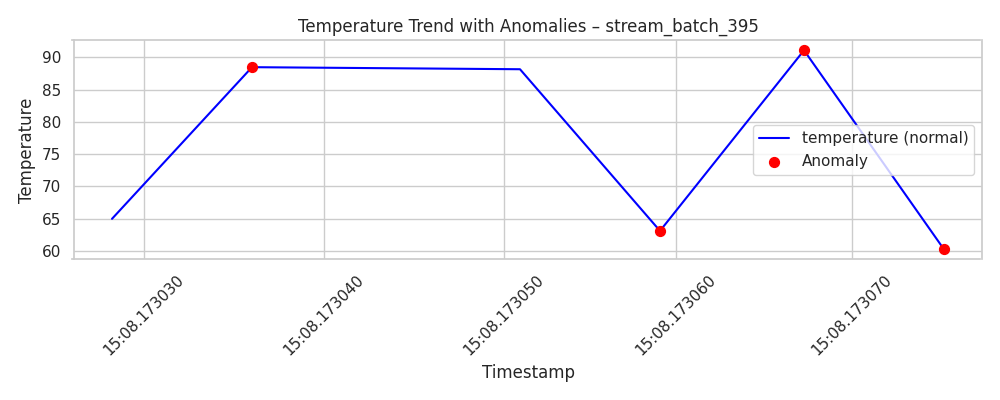 Temperature Trend with Anomalies – stream_batch_395
Temperature
90
85
80
75
70
65
60
temperature (normal)
Anomaly
15:08.173030
15:08.173040
15:08.173050
15:08.173060
15:08.173070
Timestamp